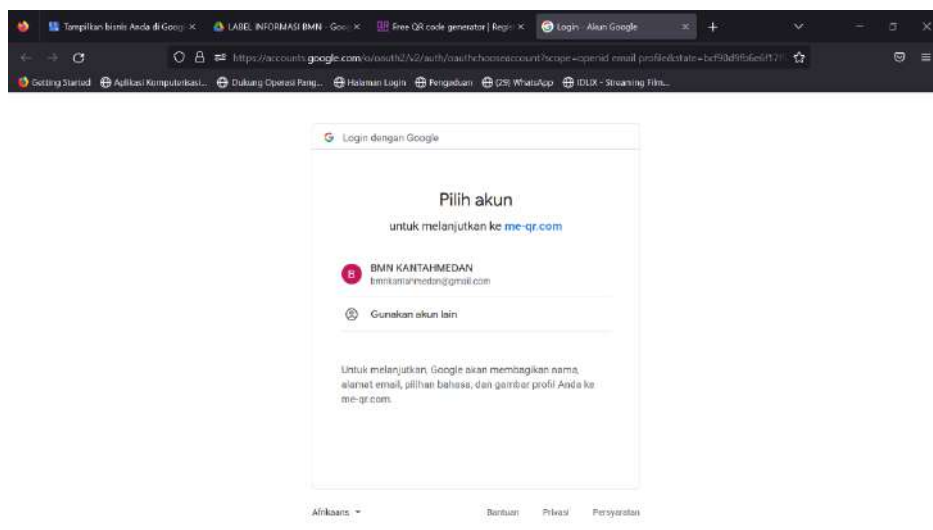 Tampilkan bisnis Anda di Goog
LABEL INFORMASI BMN - Goo
Free QR code generator | Regis
Login - Akun Google
Getting Started
Aplikasi Komputerisasi...
Dukung Operasi Pang...
Halaman Login
Pengaduan
(29) WhatsApp
IDLIX - Streaming Film...
Login dengan Google
Pilih akun
untuk melanjutkan ke me-qr.com
B
BMN KANTAHMEDAN
bmnkantahmedan@gmail.com
Gunakan akun lain
Untuk melanjutkan, Google akan membagikan nama,
alamat email, pilihan bahasa, dan gambar profil Anda ke
me-qr.com.
Afrikaans
Bantuan
Privasi
Persyaratan